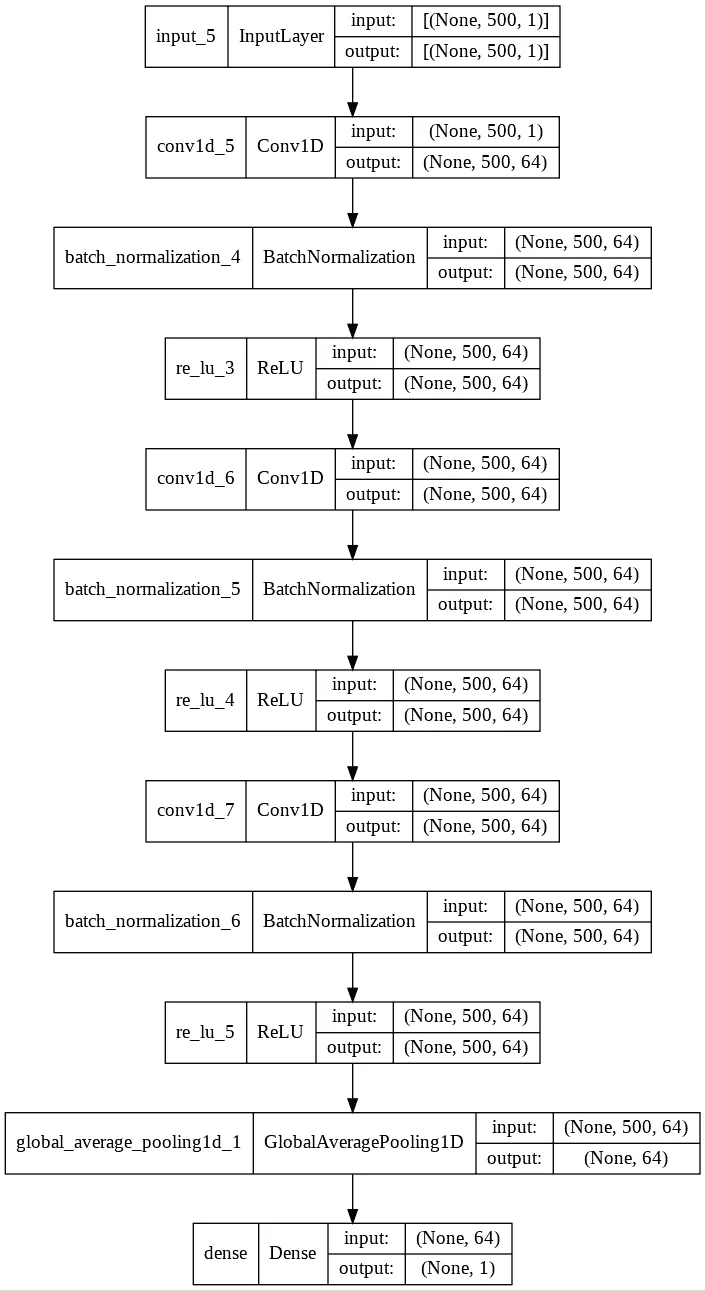 input_5 InputLayer input: [(None, 500, 1)]
output: [(None, 500, 1)]
conv1d_5 Conv1D input: (None, 500, 1)
output: (None, 500, 64)
batch_normalization_4 BatchNormalization input: (None, 500, 64)
output: (None, 500, 64)
re_lu_3 ReLU input: (None, 500, 64)
output: (None, 500, 64)
conv1d_6 Conv1D input: (None, 500, 64)
output: (None, 500, 64)
batch_normalization_5 BatchNormalization input: (None, 500, 64)
output: (None, 500, 64)
re_lu_4 ReLU input: (None, 500, 64)
output: (None, 500, 64)
conv1d_7 Conv1D input: (None, 500, 64)
output: (None, 500, 64)
batch_normalization_6 BatchNormalization input: (None, 500, 64)
output: (None, 500, 64)
re_lu_5 ReLU input: (None, 500, 64)
output: (None, 500, 64)
global_average_pooling1d_1 GlobalAveragePooling1D input: (None, 500, 64)
output: (None, 64)
dense Dense input: (None, 64)
output: (None, 1)